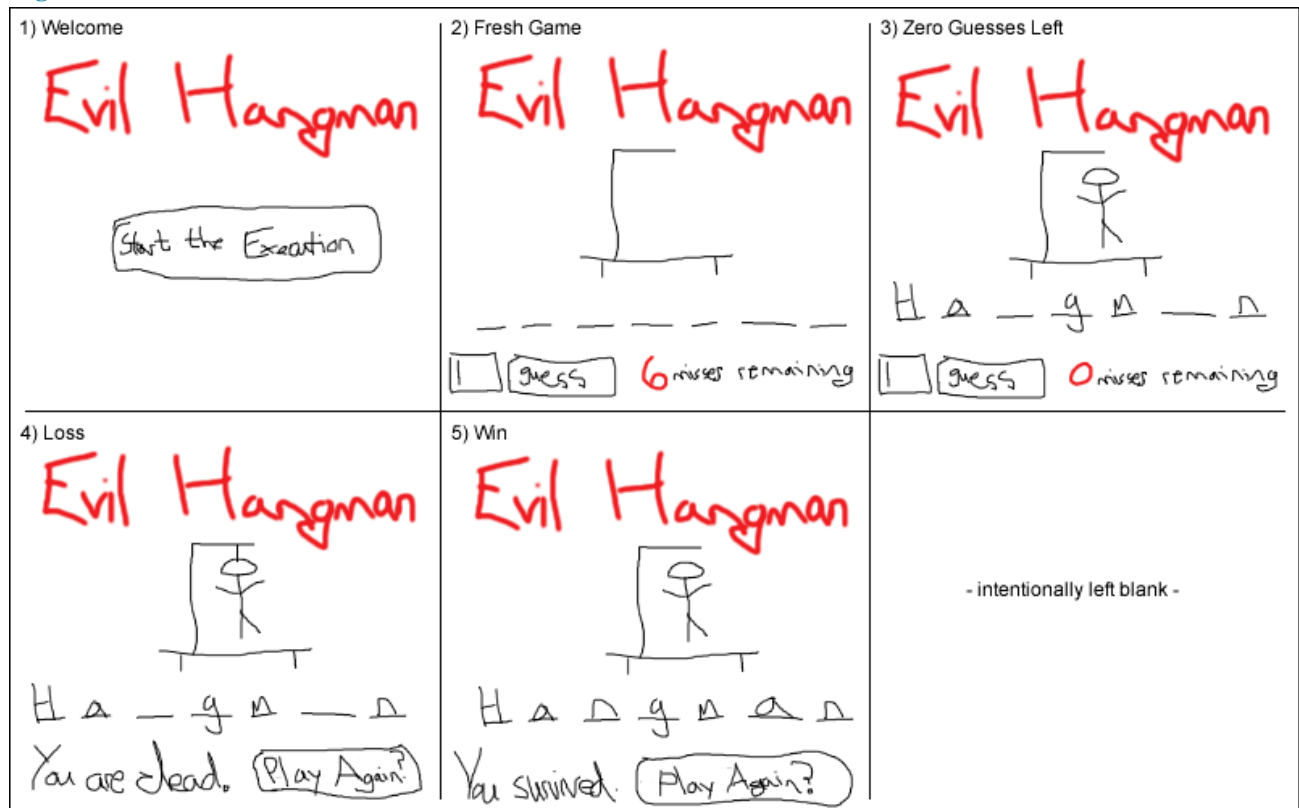 1) Welcome
Evil Hangman
Start the Execution
2) Fresh Game
Evil Hangman
_ _ _ _ _ _ _
guess 6 misses remaining
3) Zero Guesses Left
Evil Hangman
H a _ g m _ n
guess 0 misses remaining
4) Loss
Evil Hangman
H a _ g m _ n
You are dead. Play Again?
5) Win
Evil Hangman
H a n g m a n
You survived. Play Again?
- intentionally left blank -